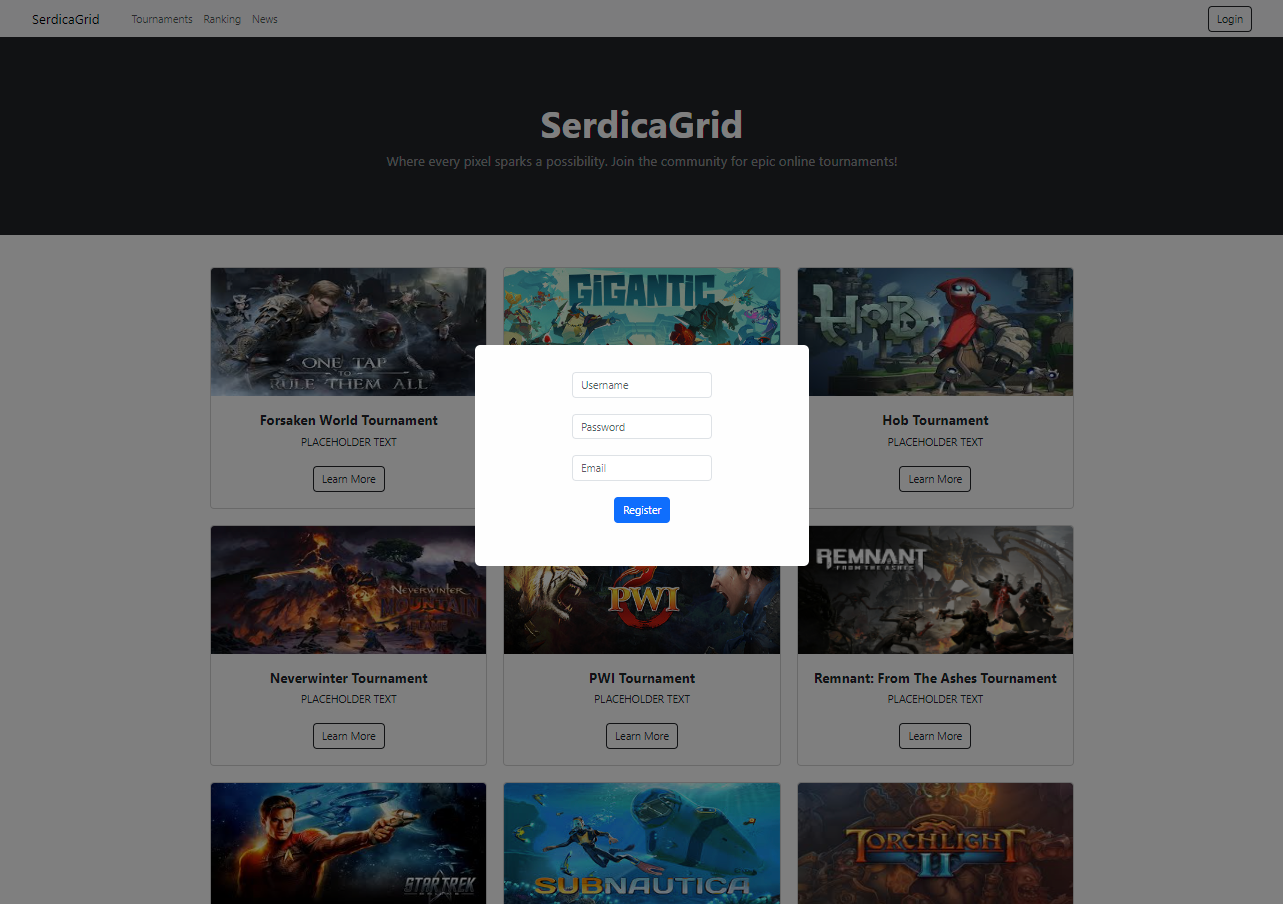 SerdicaGrid
Tournaments
Ranking
News
Login
SerdicaGrid
Where every pixel sparks a possibility. Join the community for epic online tournaments!
ONE TAP
TO
RULE THEM ALL
Forsaken World Tournament
PLACEHOLDER TEXT
Learn More
GIGANTIC
HOB
Hob Tournament
PLACEHOLDER TEXT
Learn More
Username
Password
Email
Register
NEVERWINTER
MOUNTAIN
FLAME
Neverwinter Tournament
PLACEHOLDER TEXT
Learn More
PWI
PWI Tournament
PLACEHOLDER TEXT
Learn More
REMNANT
FROM THE ASHES
Remnant: From The Ashes Tournament
PLACEHOLDER TEXT
Learn More
STAR TREK
SUBNAUTICA
TORCHLIGHT
II